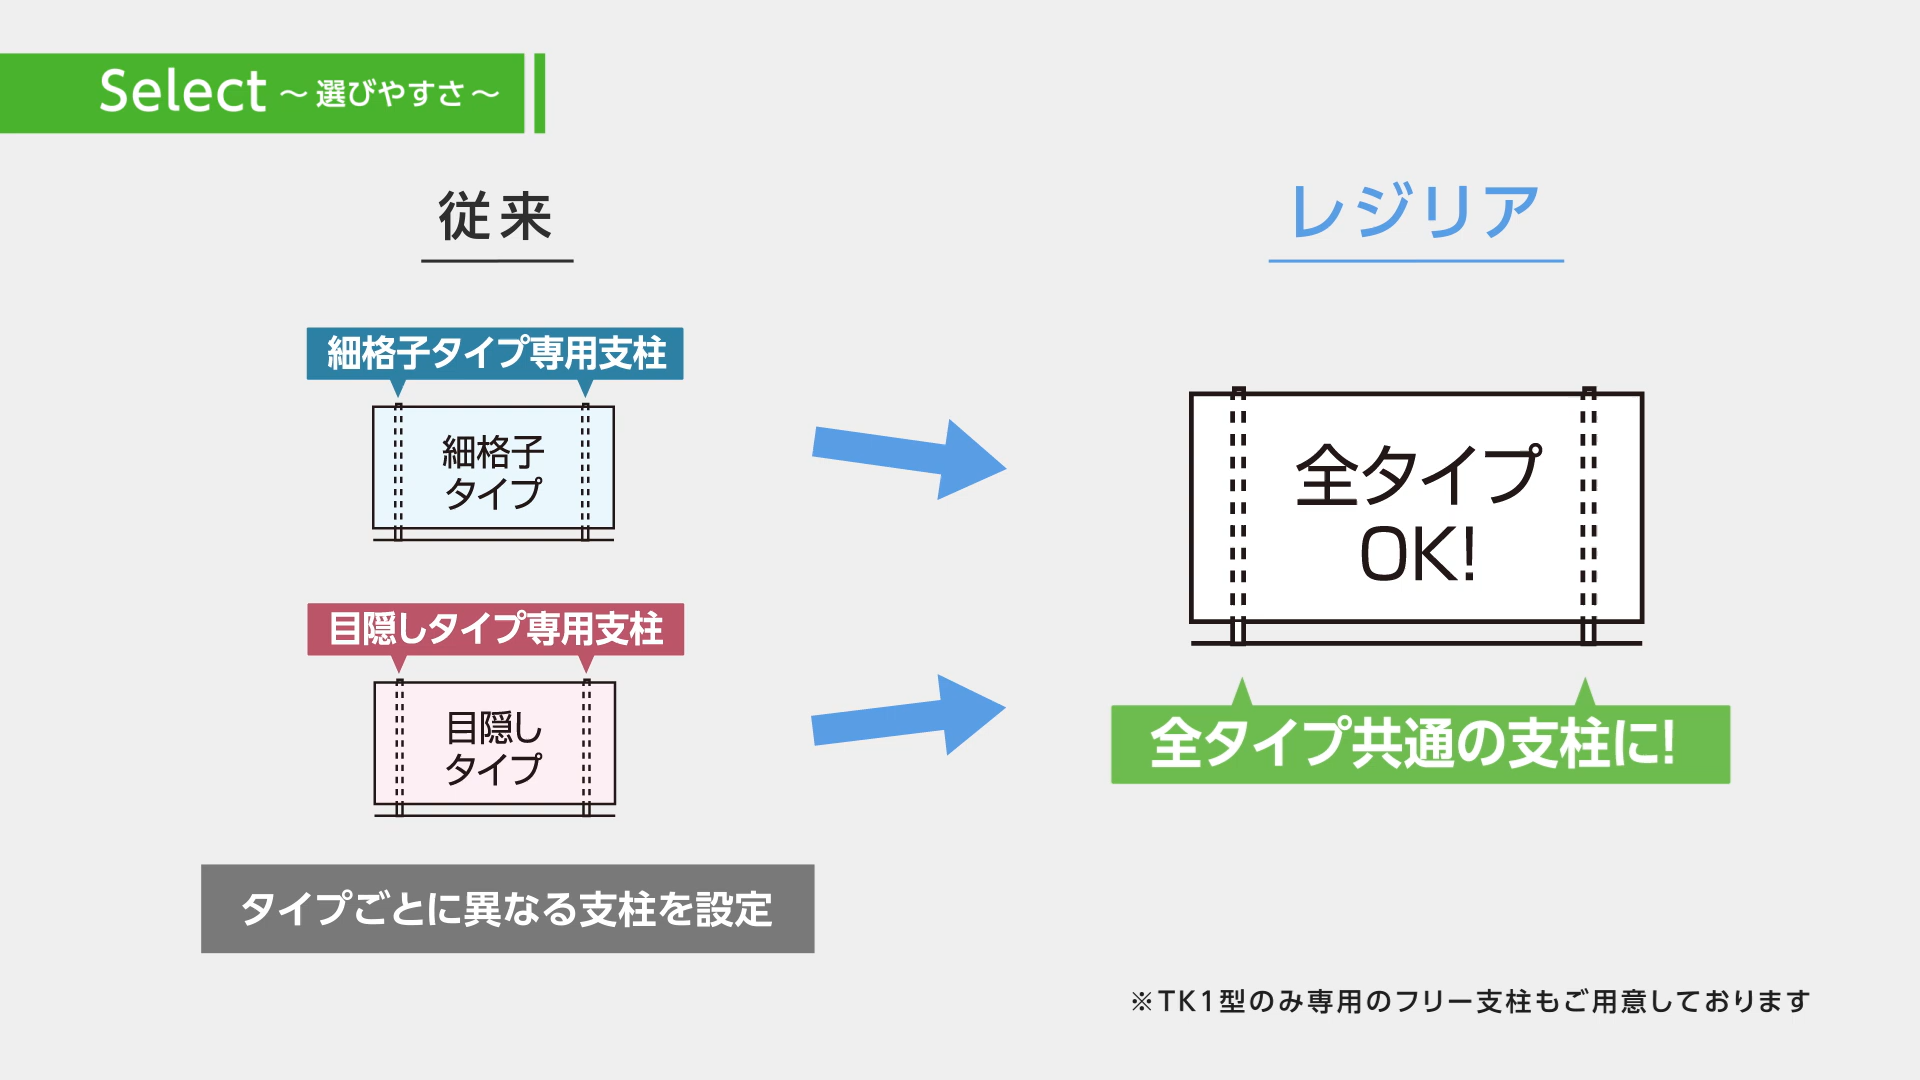 Select ～選びやすさ～
従来
レジリア
細格子タイプ専用支柱
細格子
タイプ
目隠しタイプ専用支柱
目隠し
タイプ
タイプごとに異なる支柱を設定
全タイプ
OK!
全タイプ共通の支柱に!
※TK1型のみ専用のフリー支柱もご用意しております